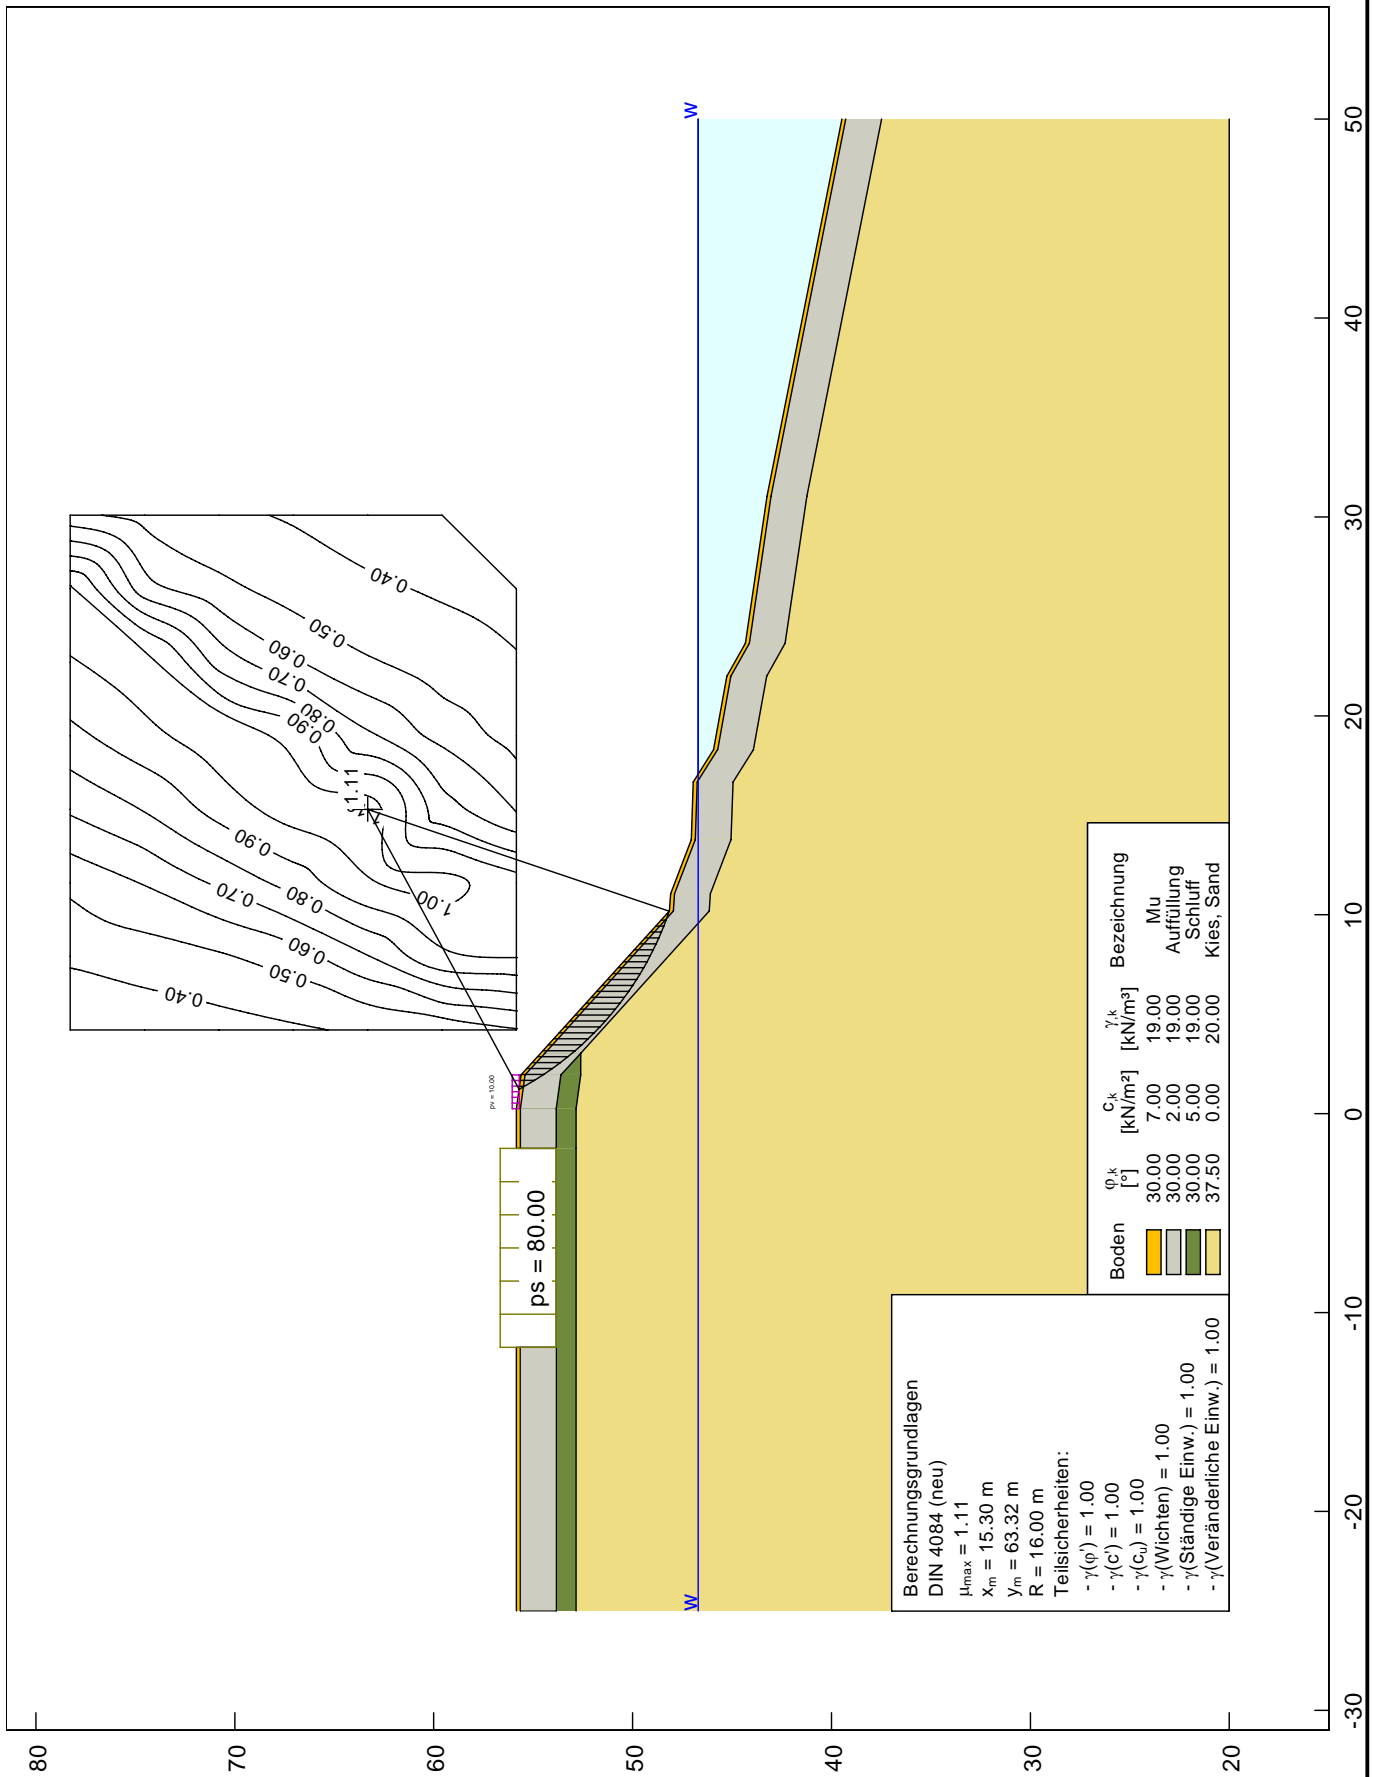 0.40
0.50
0.60
0.70
0.80
0.90
1.00
1.11
0.90
0.80
0.70
0.60
0.50
0.40
pv = 10.00
ps = 80.00
W
W
Berechnungsgrundlagen
DIN 4084 (neu)
μmax = 1.11
xm = 15.30 m
ym = 63.32 m
R = 16.00 m
Teilsicherheiten:
- γ(φ') = 1.00
- γ(c') = 1.00
- γ(cu) = 1.00
- γ(Wichten) = 1.00
- γ(Ständige Einw.) = 1.00
- γ(Veränderliche Einw.) = 1.00
Boden φ,k [°] c,k [kN/m²] γ,k [kN/m³] Bezeichnung
30.00 7.00 19.00 Mu
30.00 2.00 19.00 Auffüllung
30.00 5.00 19.00 Schluff
37.50 0.00 20.00 Kies, Sand
80
70
60
50
40
30
20
-30 -20 -10 0 10 20 30 40 50